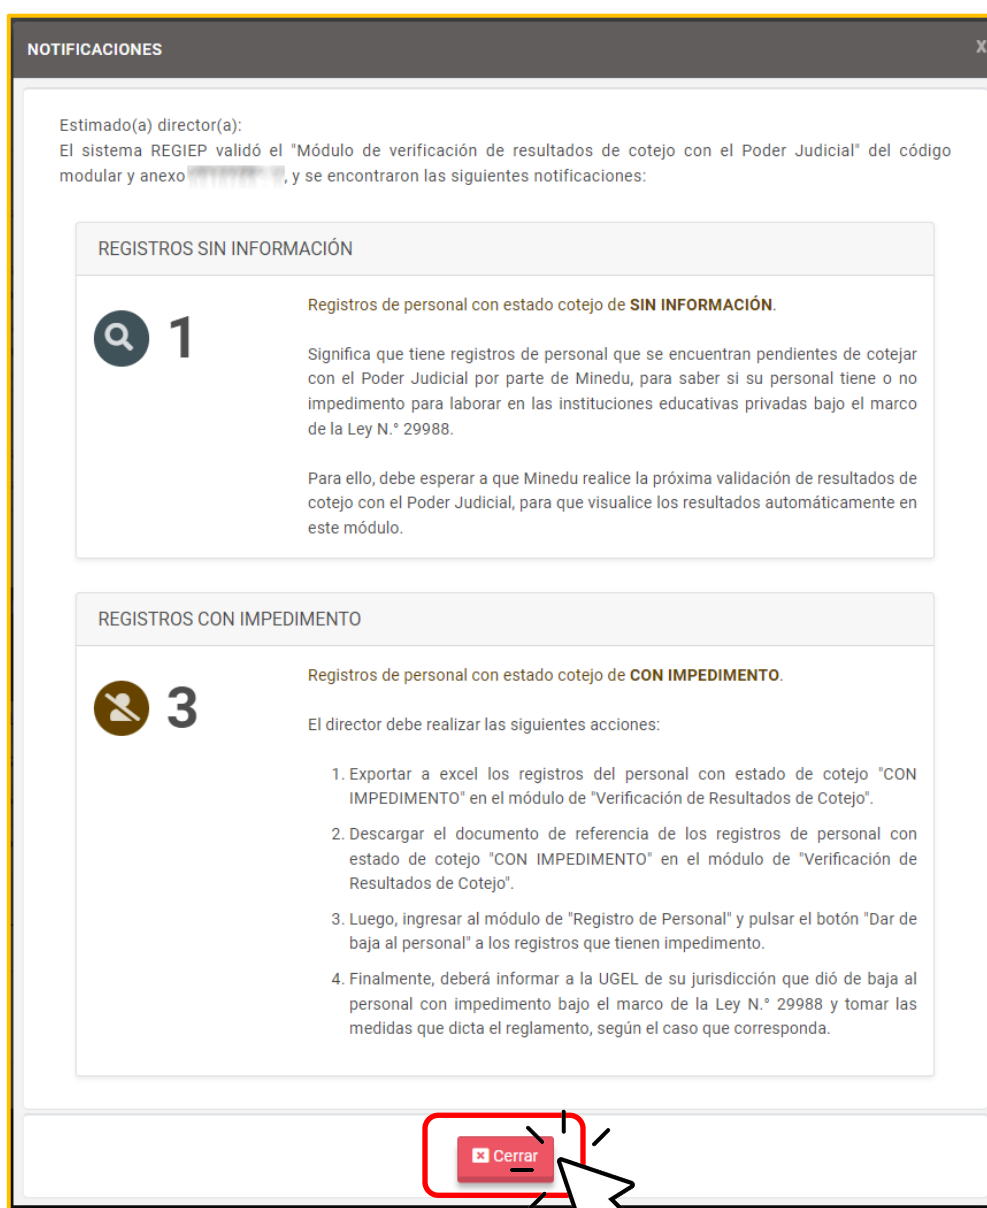 NOTIFICACIONES
X
Estimado(a) director(a):
El sistema REGIEP validó el "Módulo de verificación de resultados de cotejo con el Poder Judicial" del código
modular y anexo , y se encontraron las siguientes notificaciones:
REGISTROS SIN INFORMACIÓN
1
Registros de personal con estado cotejo de SIN INFORMACIÓN.
Significa que tiene registros de personal que se encuentran pendientes de cotejar
con el Poder Judicial por parte de Minedu, para saber si su personal tiene o no
impedimento para laborar en las instituciones educativas privadas bajo el marco
de la Ley N.° 29988.
Para ello, debe esperar a que Minedu realice la próxima validación de resultados de
cotejo con el Poder Judicial, para que visualice los resultados automáticamente en
este módulo.
REGISTROS CON IMPEDIMENTO
3
Registros de personal con estado cotejo de CON IMPEDIMENTO.
El director debe realizar las siguientes acciones:
1. Exportar a excel los registros del personal con estado de cotejo "CON
IMPEDIMENTO" en el módulo de "Verificación de Resultados de Cotejo".
2. Descargar el documento de referencia de los registros de personal con
estado de cotejo "CON IMPEDIMENTO" en el módulo de "Verificación de
Resultados de Cotejo".
3. Luego, ingresar al módulo de "Registro de Personal" y pulsar el botón "Dar de
baja al personal" a los registros que tienen impedimento.
4. Finalmente, deberá informar a la UGEL de su jurisdicción que dió de baja al
personal con impedimento bajo el marco de la Ley N.° 29988 y tomar las
medidas que dicta el reglamento, según el caso que corresponda.
Cerrar